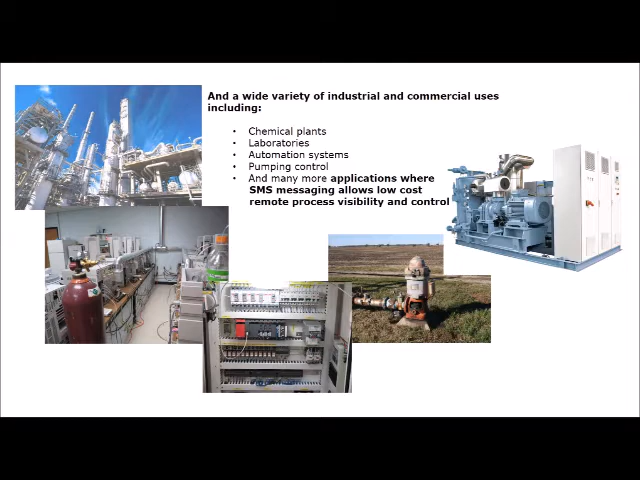 And a wide variety of industrial and commercial uses
including:
• Chemical plants
• Laboratories
• Automation systems
• Pumping control
• And many more applications where
SMS messaging allows low cost
remote process visibility and control